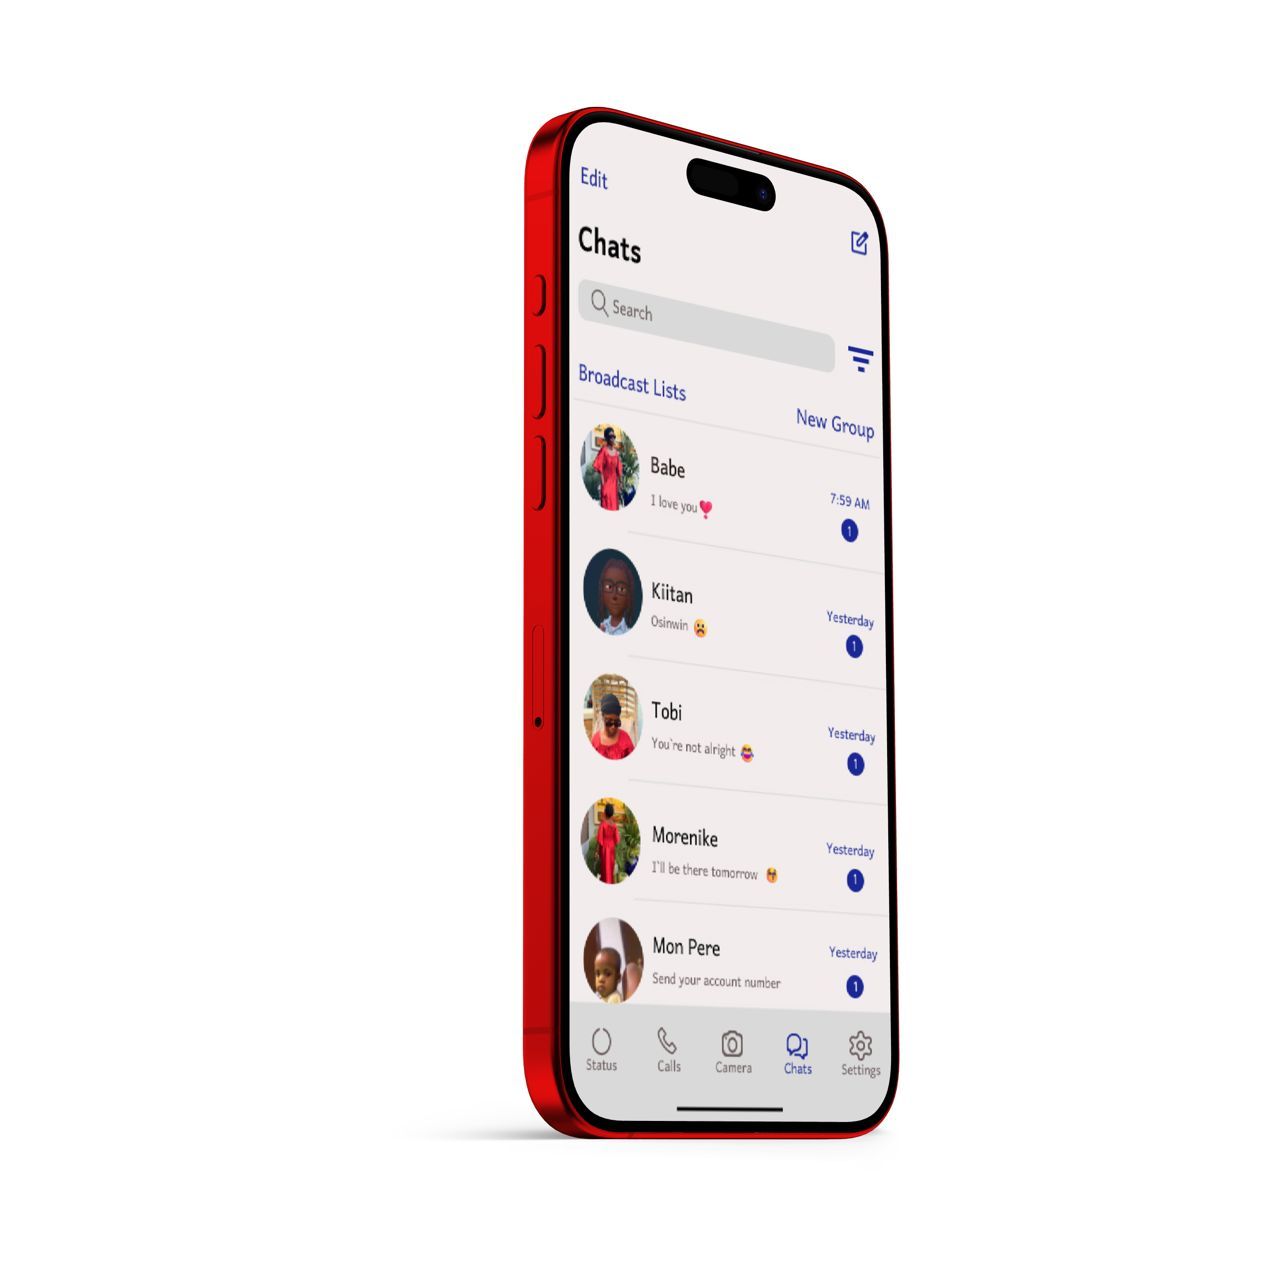 Edit
Chats
Search
Broadcast Lists
New Group
Babe
I love you❣️
7:59 AM
1
Kiitan
Osinwin 😢
Yesterday
1
Tobi
You`re not alright 😂
Yesterday
1
Morenike
I`ll be there tomorrow 😭
Yesterday
1
Mon Pere
Send your account number
Yesterday
1
Status
Calls
Camera
Chats
Settings